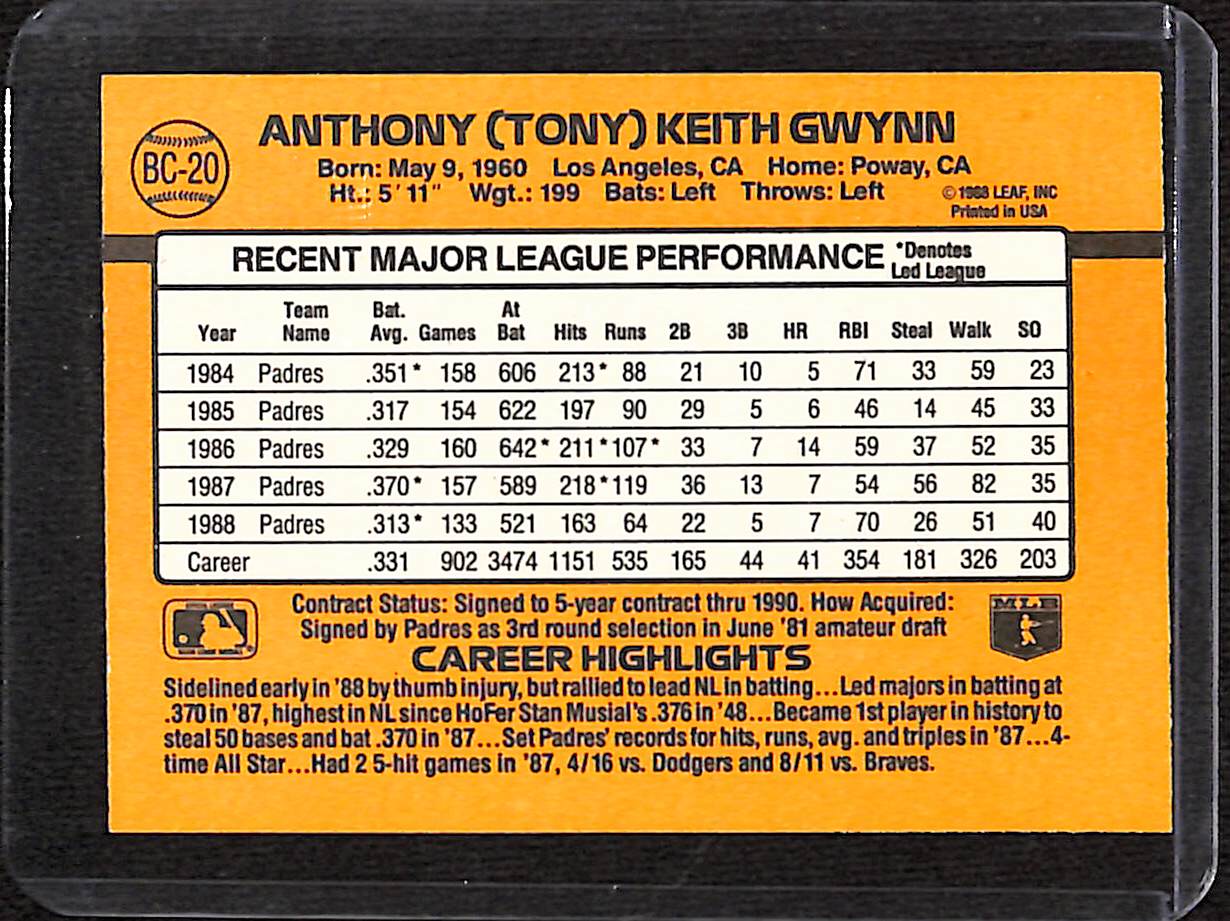 BC-20
ANTHONY (TONY) KEITH GWYNN
Born: May 9, 1960 Los Angeles, CA Home: Poway, CA
Ht.: 5' 11" Wgt.: 199 Bats: Left Throws: Left
© 1988 LEAF, INC
Printed in USA
RECENT MAJOR LEAGUE PERFORMANCE *Denotes
Led League
Team Bat. At
Year Name Avg. Games Bat Hits Runs 2B 3B HR RBI Steal Walk SO
1984 Padres .351* 158 606 213* 88 21 10 5 71 33 59 23
1985 Padres .317 154 622 197 90 29 5 6 46 14 45 33
1986 Padres .329 160 642* 211* 107* 33 7 14 59 37 52 35
1987 Padres .370* 157 589 218* 119 36 13 7 54 56 82 35
1988 Padres .313* 133 521 163 64 22 5 7 70 26 51 40
Career .331 902 3474 1151 535 165 44 41 354 181 326 203
Contract Status: Signed to 5-year contract thru 1990. How Acquired:
Signed by Padres as 3rd round selection in June '81 amateur draft
MLB
CAREER HIGHLIGHTS
Sidelined early in '88 by thumb injury, but rallied to lead NL in batting...Led majors in batting at
.370 in '87, highest in NL since HoFer Stan Musial's .376 in '48...Became 1st player in history to
steal 50 bases and bat .370 in '87...Set Padres' records for hits, runs, avg. and triples in '87...4-
time All Star...Had 2 5-hit games in '87, 4/16 vs. Dodgers and 8/11 vs. Braves.